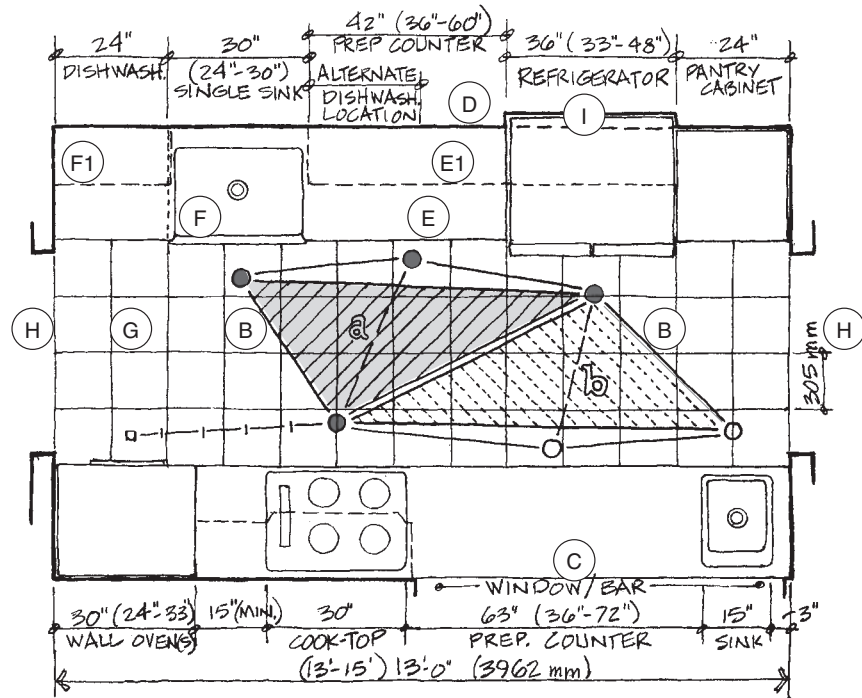 42" (36"-60")
24" 30" PREP COUNTER 36" (33"-48") 24"
DISHWASH. (24"-30") ALTERNATE REFRIGERATOR PANTRY
SINGLE SINK DISHWASH. CABINET
LOCATION D
I
F1 E1
F E
H G B a B H
b
305 mm
C
WINDOW/BAR
30" (24"-33") 15"(MIN.) 30" 63" (36"-72") 15" 3"
WALL OVEN(S) COOK-TOP PREP. COUNTER SINK
(13'-15') 13'-0" (3962 mm)